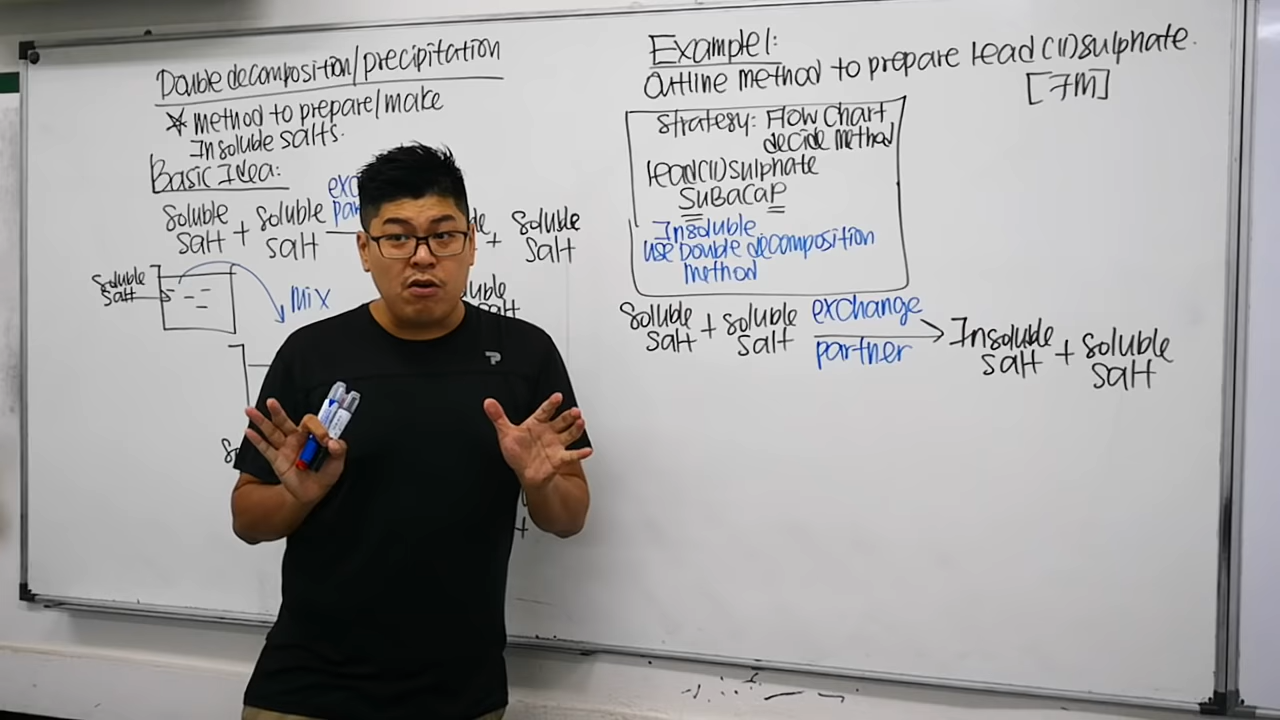 Double decomposition/precipitation
* method to prepare/make
Insoluble salts.
Basic Idea:
Soluble + Soluble
salt salt
+ Soluble
salt
Soluble
salt
Mix
Example 1:
Outline method to prepare lead(II)sulphate.
[7M]
Strategy: Flow Chart
decide method
lead(II)sulphate
SuBaCaP
Insoluble
Use Double decomposition
method
Soluble + Soluble exchange Insoluble + Soluble
salt salt partner salt salt